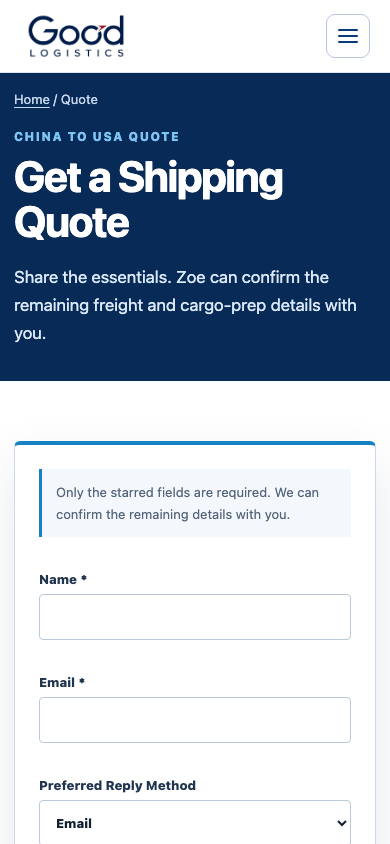 Good
LOGISTICS
Home / Quote
CHINA TO USA QUOTE
Get a Shipping
Quote
Share the essentials. Zoe can confirm the
remaining freight and cargo-prep details with
you.
Only the starred fields are required. We can
confirm the remaining details with you.
Name *
Email *
Preferred Reply Method
Email